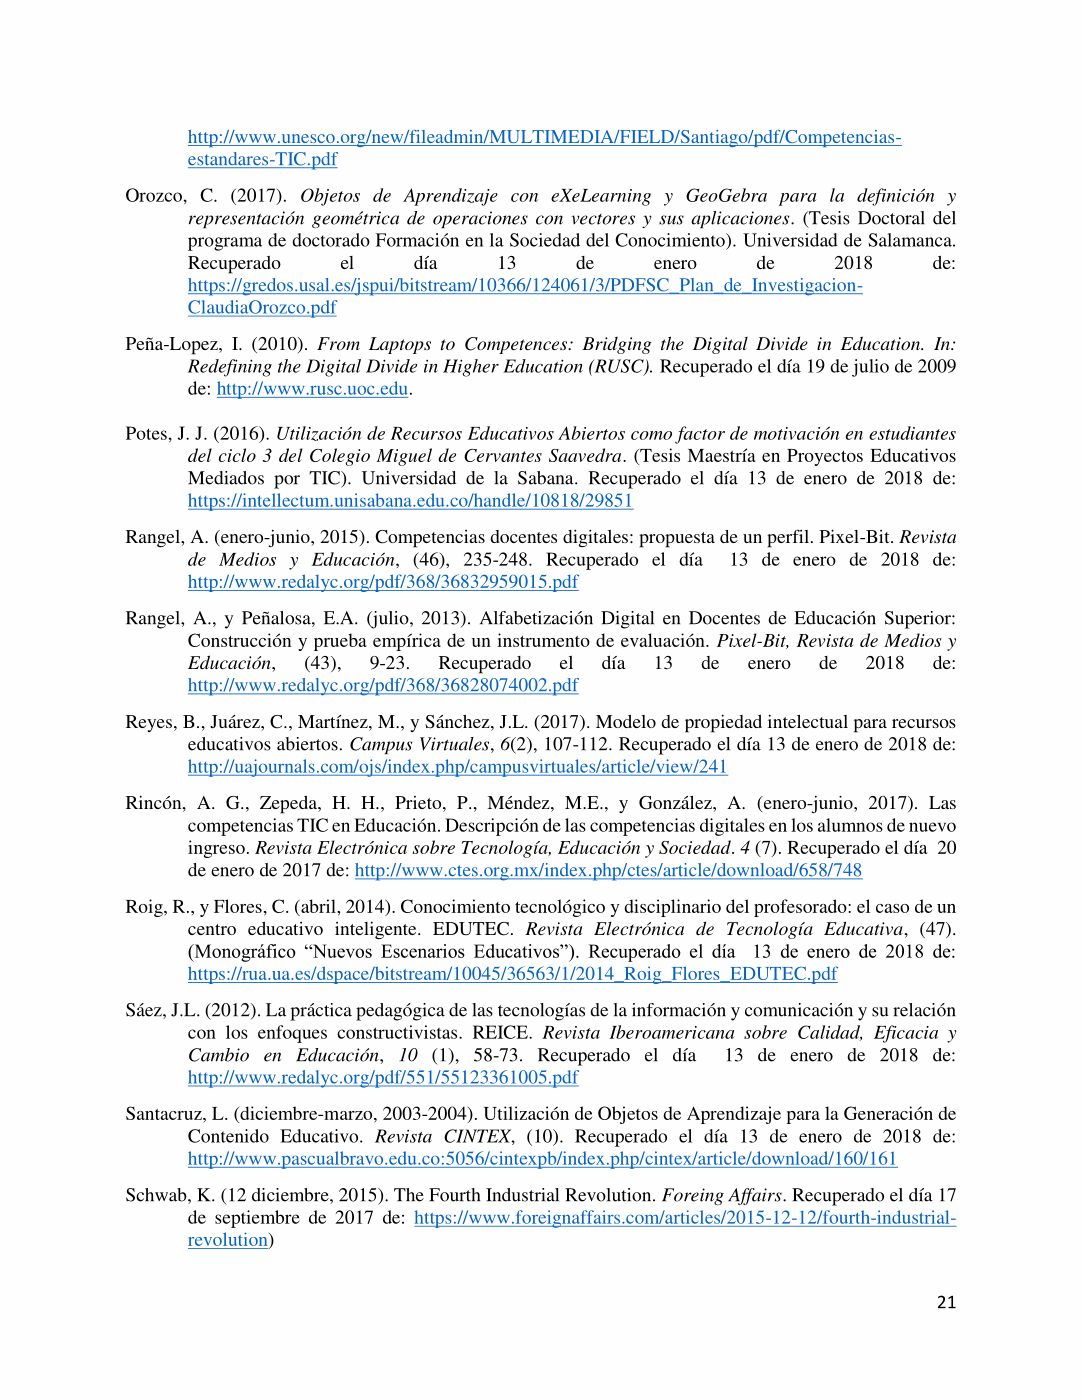 http://www.unesco.org/new/fileadmin/MULTIMEDIA/FIELD/Santiago/pdf/Competencias-
estandares-TIC.pdf
Orozco, C. (2017). Objetos de Aprendizaje con eXeLearning y GeoGebra para la definición y
representación geométrica de operaciones con vectores y sus aplicaciones. (Tesis Doctoral del
programa de doctorado Formación en la Sociedad del Conocimiento). Universidad de Salamanca.
Recuperado el día 13 de enero de 2018 de:
https://gredos.usal.es/jspui/bitstream/10366/124061/3/PDFSC_Plan_de_Investigacion-
ClaudiaOrozco.pdf
Peña-Lopez, I. (2010). From Laptops to Competences: Bridging the Digital Divide in Education. In:
Redefining the Digital Divide in Higher Education (RUSC). Recuperado el día 19 de julio de 2009
de: http://www.rusc.uoc.edu.
Potes, J. J. (2016). Utilización de Recursos Educativos Abiertos como factor de motivación en estudiantes
del ciclo 3 del Colegio Miguel de Cervantes Saavedra. (Tesis Maestría en Proyectos Educativos
Mediados por TIC). Universidad de la Sabana. Recuperado el día 13 de enero de 2018 de:
https://intellectum.unisabana.edu.co/handle/10818/29851
Rangel, A. (enero-junio, 2015). Competencias docentes digitales: propuesta de un perfil. Pixel-Bit. Revista
de Medios y Educación, (46), 235-248. Recuperado el día 13 de enero de 2018 de:
http://www.redalyc.org/pdf/368/36832959015.pdf
Rangel, A., y Peñalosa, E.A. (julio, 2013). Alfabetización Digital en Docentes de Educación Superior:
Construcción y prueba empírica de un instrumento de evaluación. Pixel-Bit, Revista de Medios y
Educación, (43), 9-23. Recuperado el día 13 de enero de 2018 de:
http://www.redalyc.org/pdf/368/36828074002.pdf
Reyes, B., Juárez, C., Martínez, M., y Sánchez, J.L. (2017). Modelo de propiedad intelectual para recursos
educativos abiertos. Campus Virtuales, 6(2), 107-112. Recuperado el día 13 de enero de 2018 de:
http://uajournals.com/ojs/index.php/campusvirtuales/article/view/241
Rincón, A. G., Zepeda, H. H., Prieto, P., Méndez, M.E., y González, A. (enero-junio, 2017). Las
competencias TIC en Educación. Descripción de las competencias digitales en los alumnos de nuevo
ingreso. Revista Electrónica sobre Tecnología, Educación y Sociedad. 4 (7). Recuperado el día 20
de enero de 2017 de: http://www.ctes.org.mx/index.php/ctes/article/download/658/748
Roig, R., y Flores, C. (abril, 2014). Conocimiento tecnológico y disciplinario del profesorado: el caso de un
centro educativo inteligente. EDUTEC. Revista Electrónica de Tecnología Educativa, (47).
(Monográfico “Nuevos Escenarios Educativos”). Recuperado el día 13 de enero de 2018 de:
https://rua.ua.es/dspace/bitstream/10045/36563/1/2014_Roig_Flores_EDUTEC.pdf
Sáez, J.L. (2012). La práctica pedagógica de las tecnologías de la información y comunicación y su relación
con los enfoques constructivistas. REICE. Revista Iberoamericana sobre Calidad, Eficacia y
Cambio en Educación, 10 (1), 58-73. Recuperado el día 13 de enero de 2018 de:
http://www.redalyc.org/pdf/551/55123361005.pdf
Santacruz, L. (diciembre-marzo, 2003-2004). Utilización de Objetos de Aprendizaje para la Generación de
Contenido Educativo. Revista CINTEX, (10). Recuperado el día 13 de enero de 2018 de:
http://www.pascualbravo.edu.co:5056/cintexpb/index.php/cintex/article/download/160/161
Schwab, K. (12 diciembre, 2015). The Fourth Industrial Revolution. Foreing Affairs. Recuperado el día 17
de septiembre de 2017 de: https://www.foreignaffairs.com/articles/2015-12-12/fourth-industrial-
revolution)
21